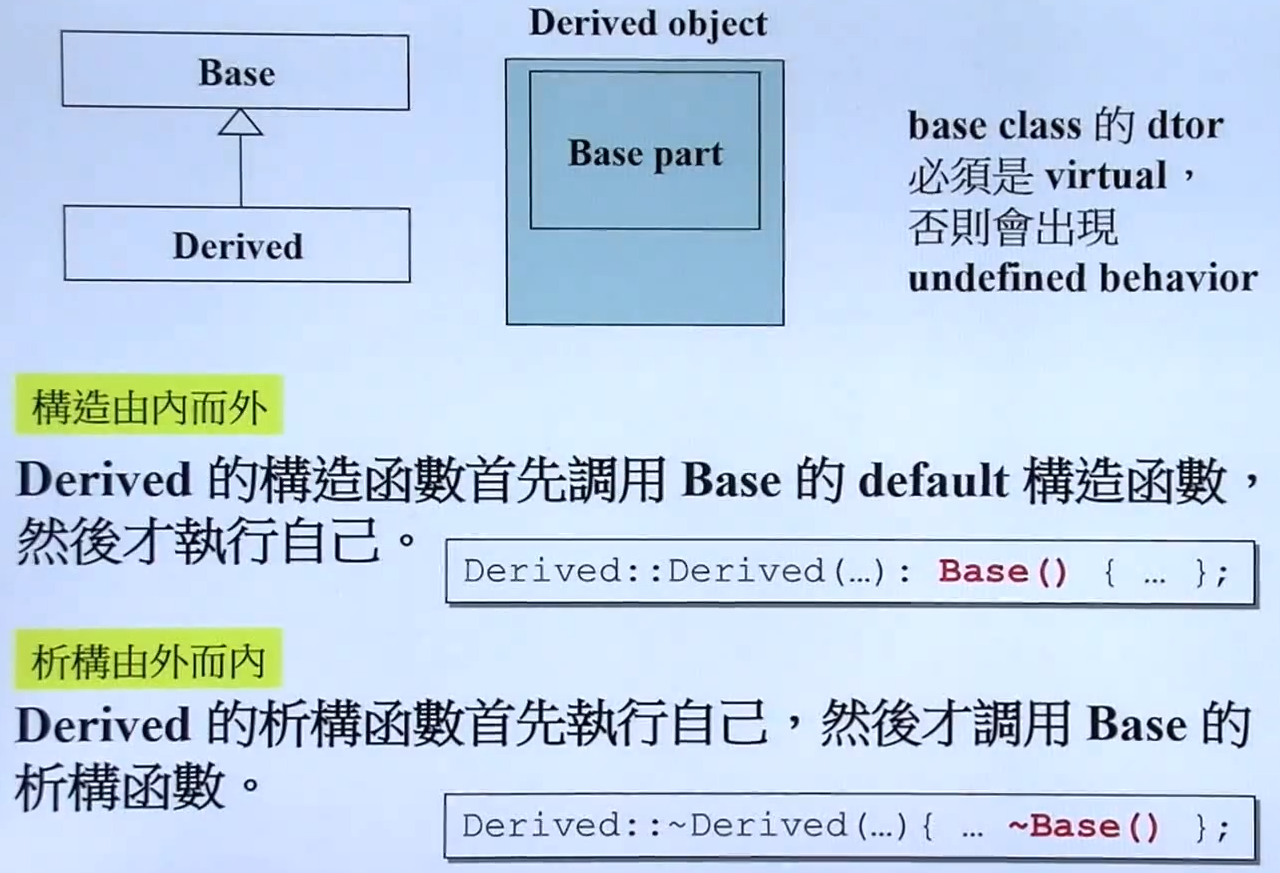 Base
Derived
Derived object
Base part
base class 的 dtor
必須是 virtual，
否則會出現
undefined behavior
構造由內而外
Derived 的構造函數首先調用 Base 的 default 構造函數，
然後才執行自己。
Derived::Derived(…): Base() { … };
析構由外而內
Derived 的析構函數首先執行自己，然後才調用 Base 的
析構函數。
Derived::~Derived(…){ … ~Base() };